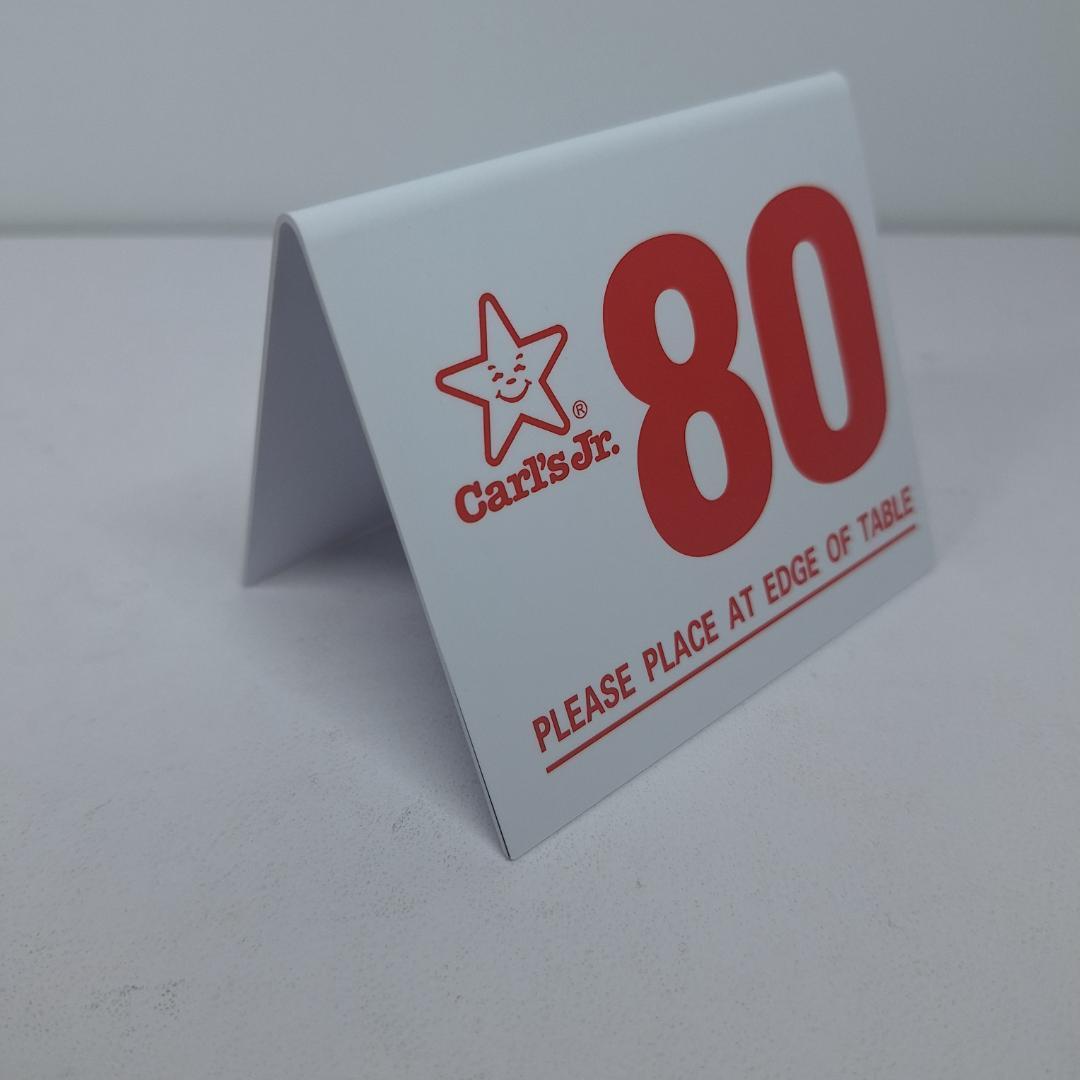 80
®
Carl's Jr.
PLEASE PLACE AT EDGE OF TABLE